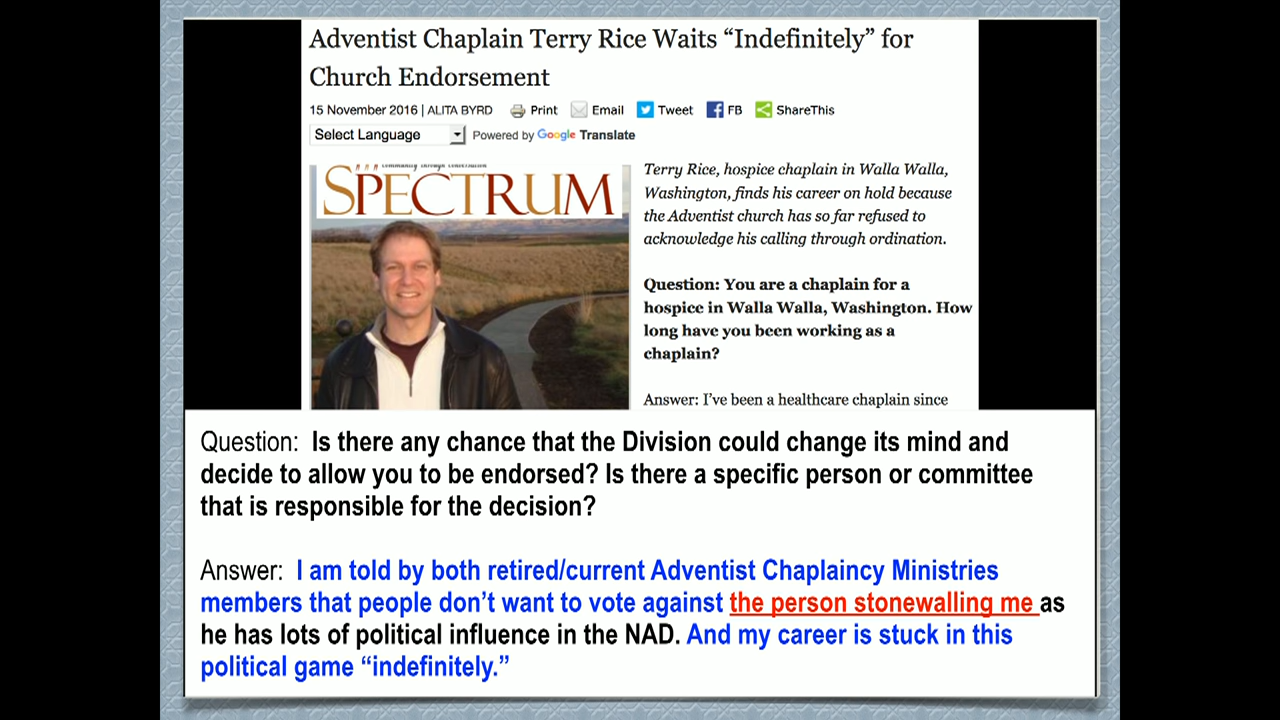 Adventist Chaplain Terry Rice Waits “Indefinitely” for
Church Endorsement
15 November 2016 | ALITA BYRD Print Email Tweet FB ShareThis
Select Language Powered by Google Translate
community through conversation
SPECTRUM
Terry Rice, hospice chaplain in Walla Walla,
Washington, finds his career on hold because
the Adventist church has so far refused to
acknowledge his calling through ordination.
Question: You are a chaplain for a
hospice in Walla Walla, Washington. How
long have you been working as a
chaplain?
Answer: I’ve been a healthcare chaplain since
Question: Is there any chance that the Division could change its mind and
decide to allow you to be endorsed? Is there a specific person or committee
that is responsible for the decision?
Answer: I am told by both retired/current Adventist Chaplaincy Ministries
members that people don’t want to vote against the person stonewalling me as
he has lots of political influence in the NAD. And my career is stuck in this
political game “indefinitely.”